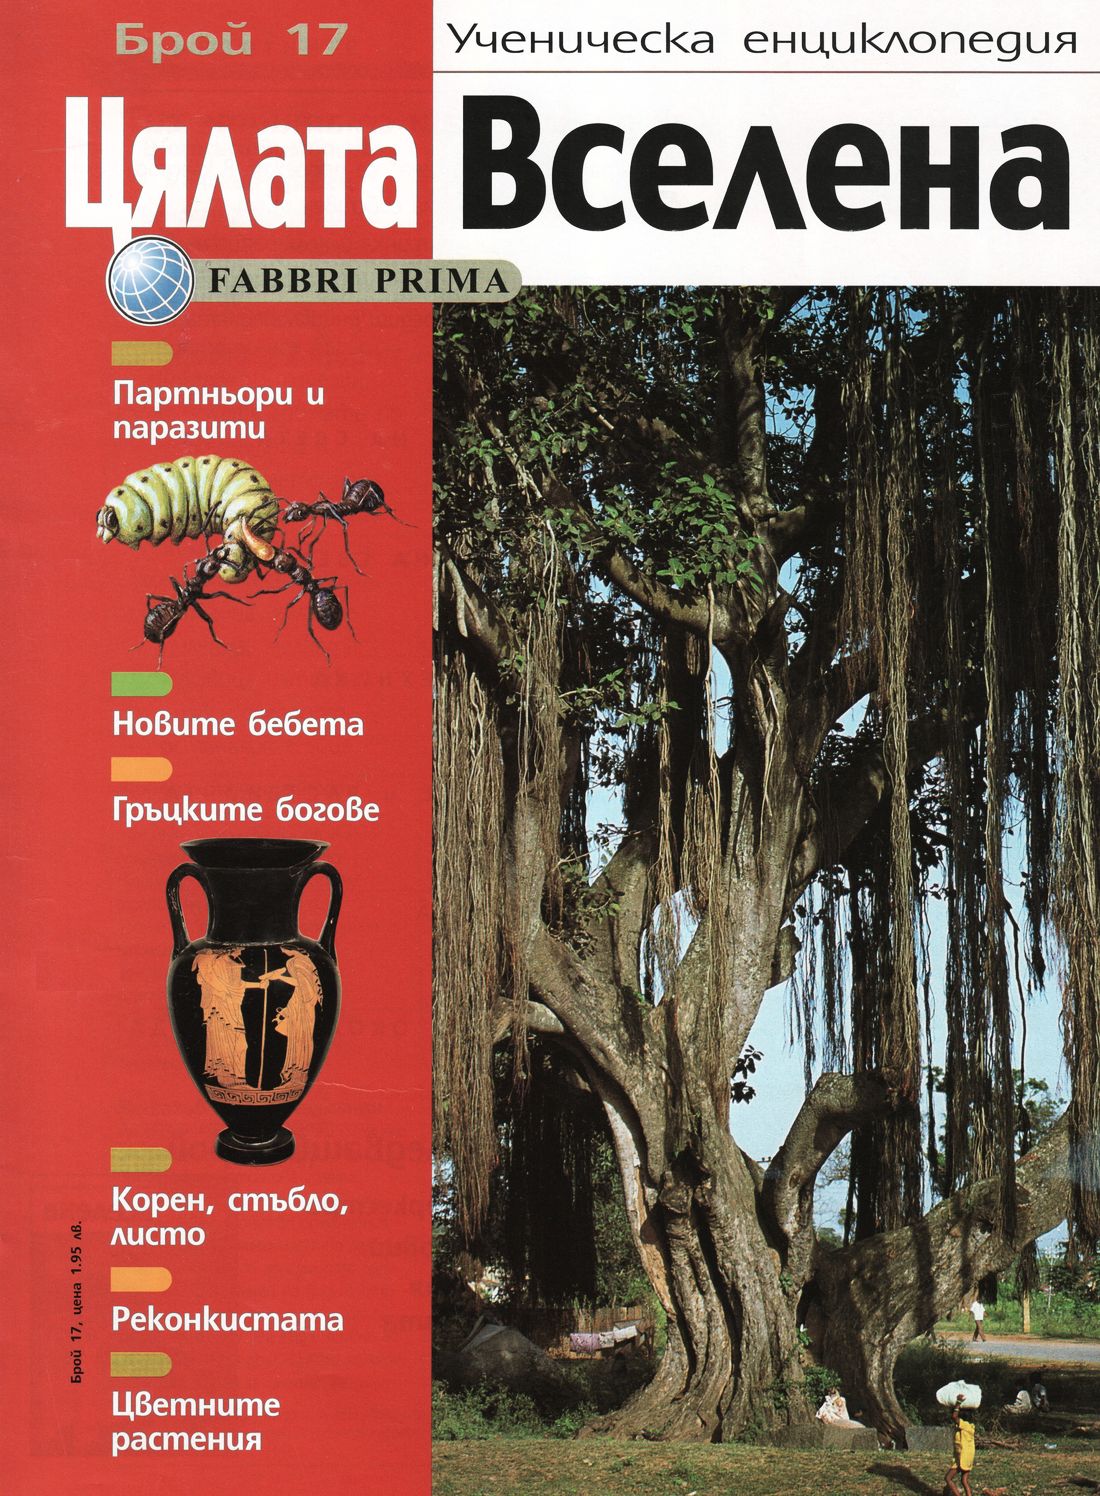 Брой 17
Ученическа енциклопедия
Цялата Вселена
FABBRI PRIMA
Партньори и
паразити
Новите бебета
Гръцките богове
Корен, стъбло,
листо
Реконкистата
Цветните
растения
Брой 17, цена 1.95 лв.